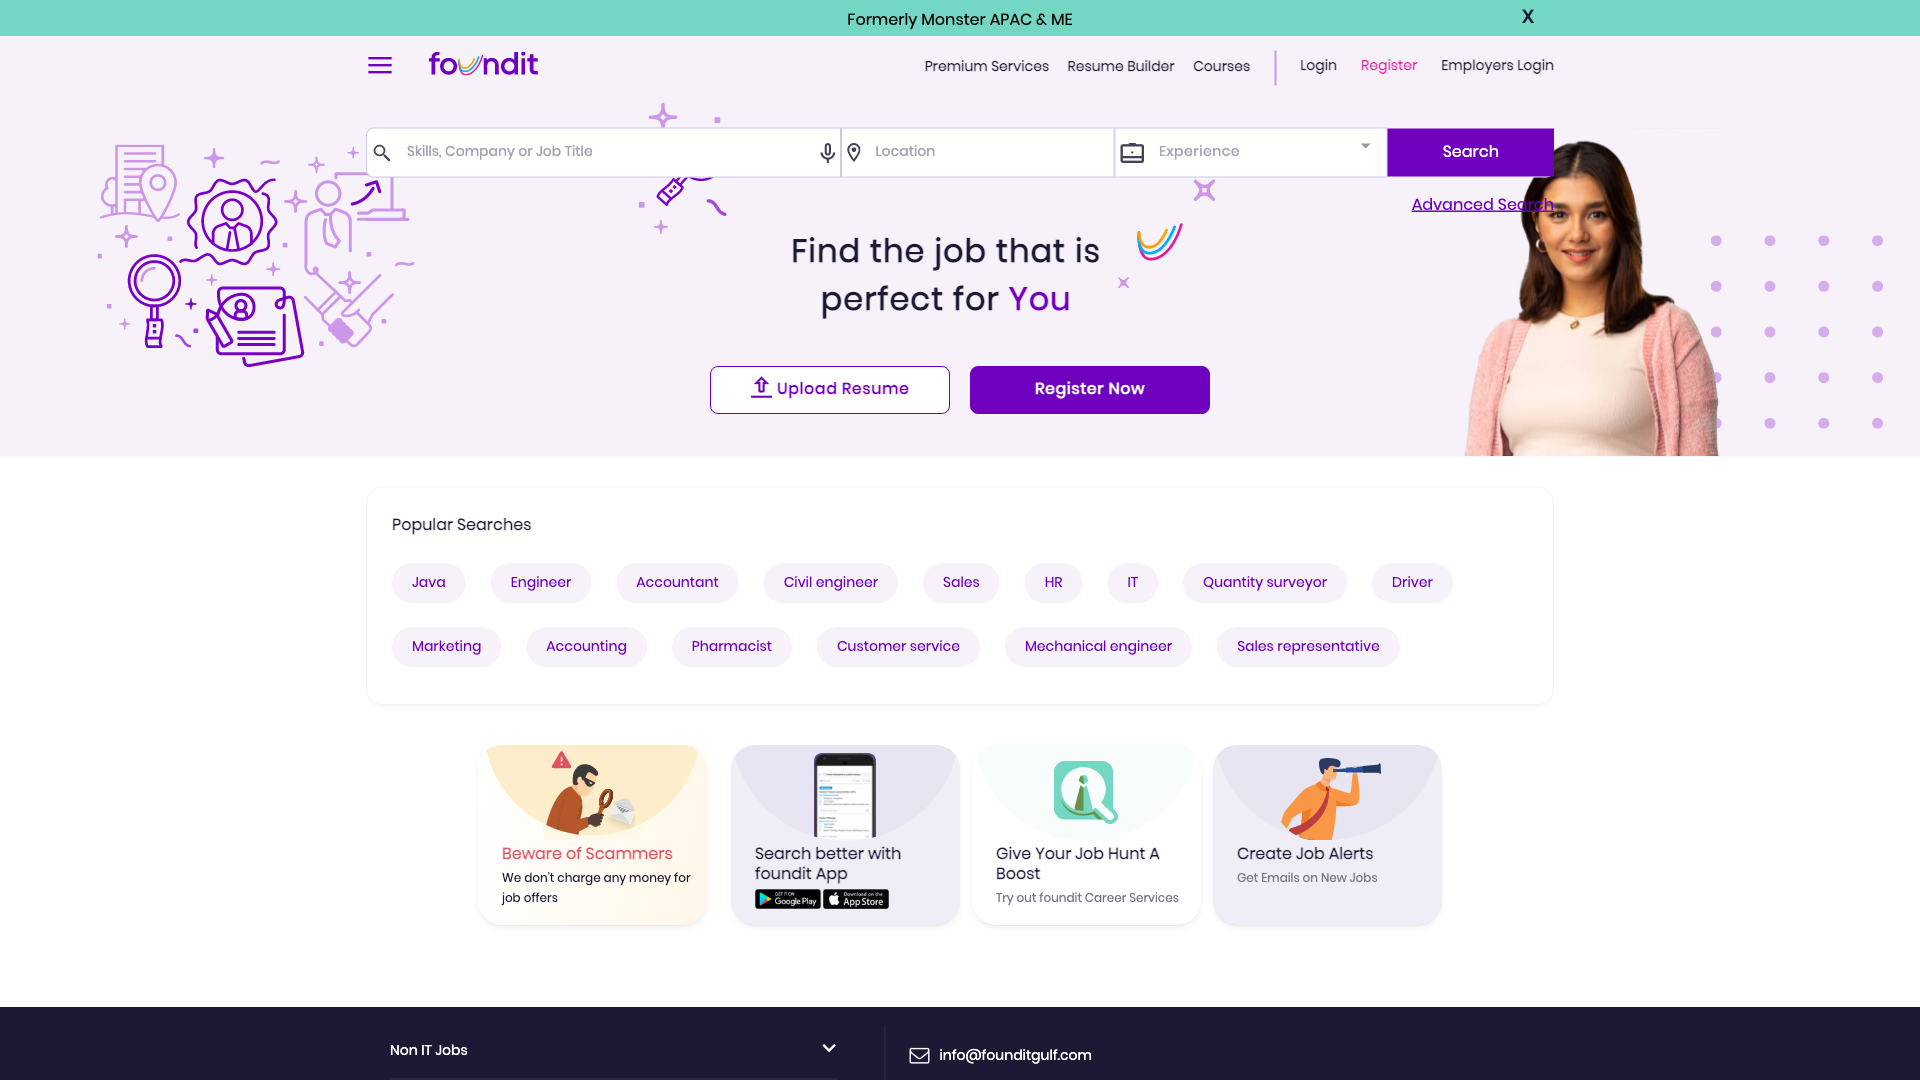 Formerly Monster APAC & ME
X
foundit
Premium Services
Resume Builder
Courses
Login
Register
Employers Login
Skills, Company or Job Title
Location
Experience
Search
Advanced Search
Find the job that is
perfect for You
Upload Resume
Register Now
Popular Searches
Java
Engineer
Accountant
Civil engineer
Sales
HR
IT
Quantity surveyor
Driver
Marketing
Accounting
Pharmacist
Customer service
Mechanical engineer
Sales representative
Beware of Scammers
We don't charge any money for
job offers
Search better with
foundit App
GET IT ON
Google Play
Download on the
App Store
Give Your Job Hunt A
Boost
Try out foundit Career Services
Create Job Alerts
Get Emails on New Jobs
Non IT Jobs
info@founditgulf.com